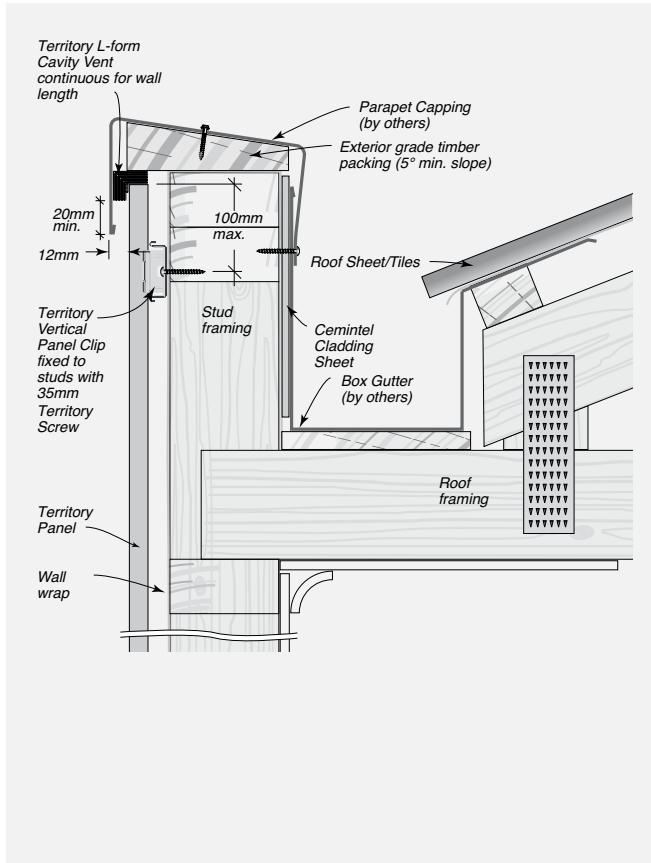 Territory L-form
Cavity Vent
continuous for wall
length
Parapet Capping
(by others)
Exterior grade timber
packing (5° min. slope)
20mm
min.
100mm
max.
12mm
Roof Sheet/Tiles
Territory
Vertical
Panel Clip
fixed to
studs with
35mm
Territory
Screw
Stud
framing
Cemintel
Cladding
Sheet
Box Gutter
(by others)
Roof
framing
Territory
Panel
Wall
wrap